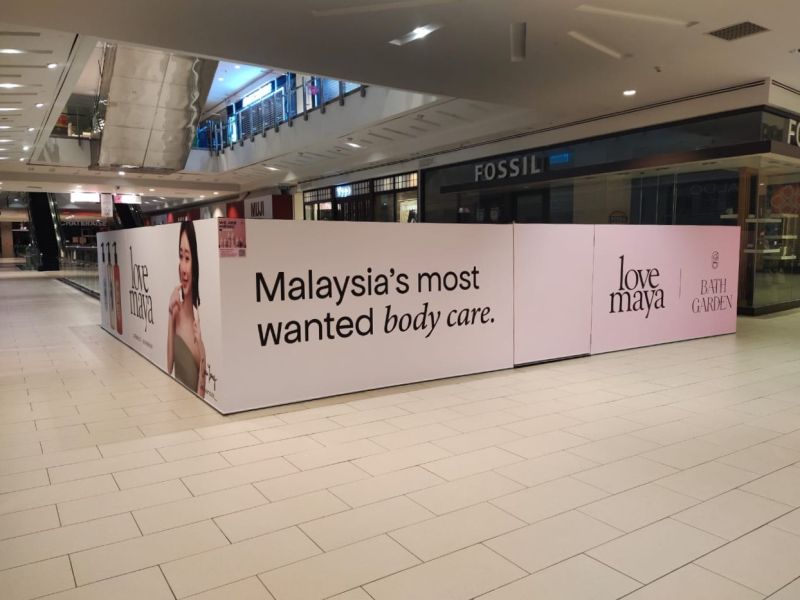 FOSSIL
MUJI
love
maya
Malaysia's most
wanted body care.
love
maya
BATH
GARDEN